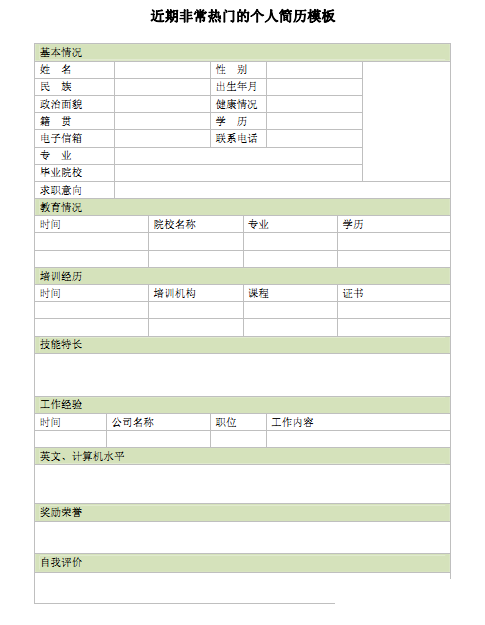 近期非常热门的个人简历模板
基本情况
姓 名 性 别
民 族 出生年月
政治面貌 健康情况
籍 贯 学 历
电子信箱 联系电话
专 业
毕业院校
求职意向
教育情况
时间 院校名称 专业 学历
培训经历
时间 培训机构 课程 证书
技能特长
工作经验
时间 公司名称 职位 工作内容
英文、计算机水平
奖励荣誉
自我评价